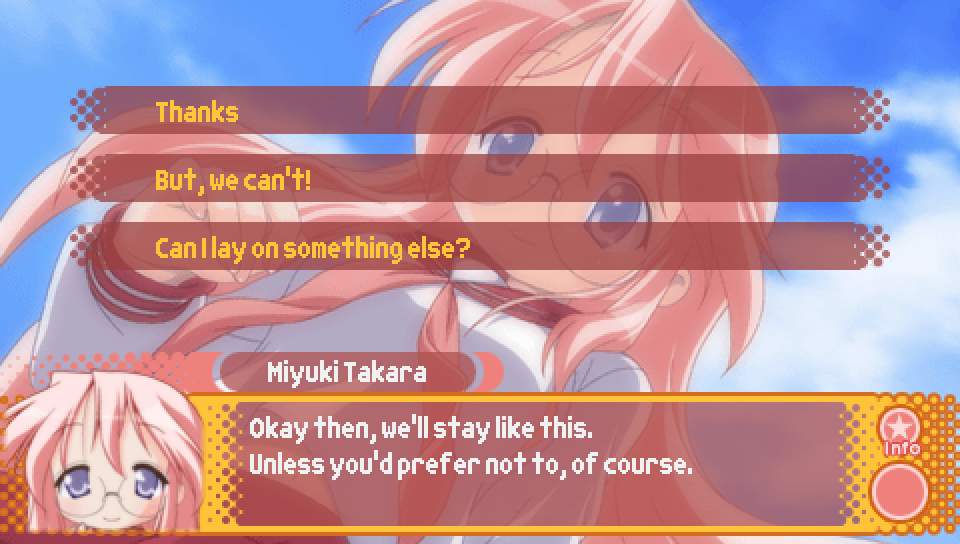 Thanks
But, we can't!
Can I lay on something else?
Miyuki Takara
Okay then, we'll stay like this.
Unless you'd prefer not to, of course.
Info